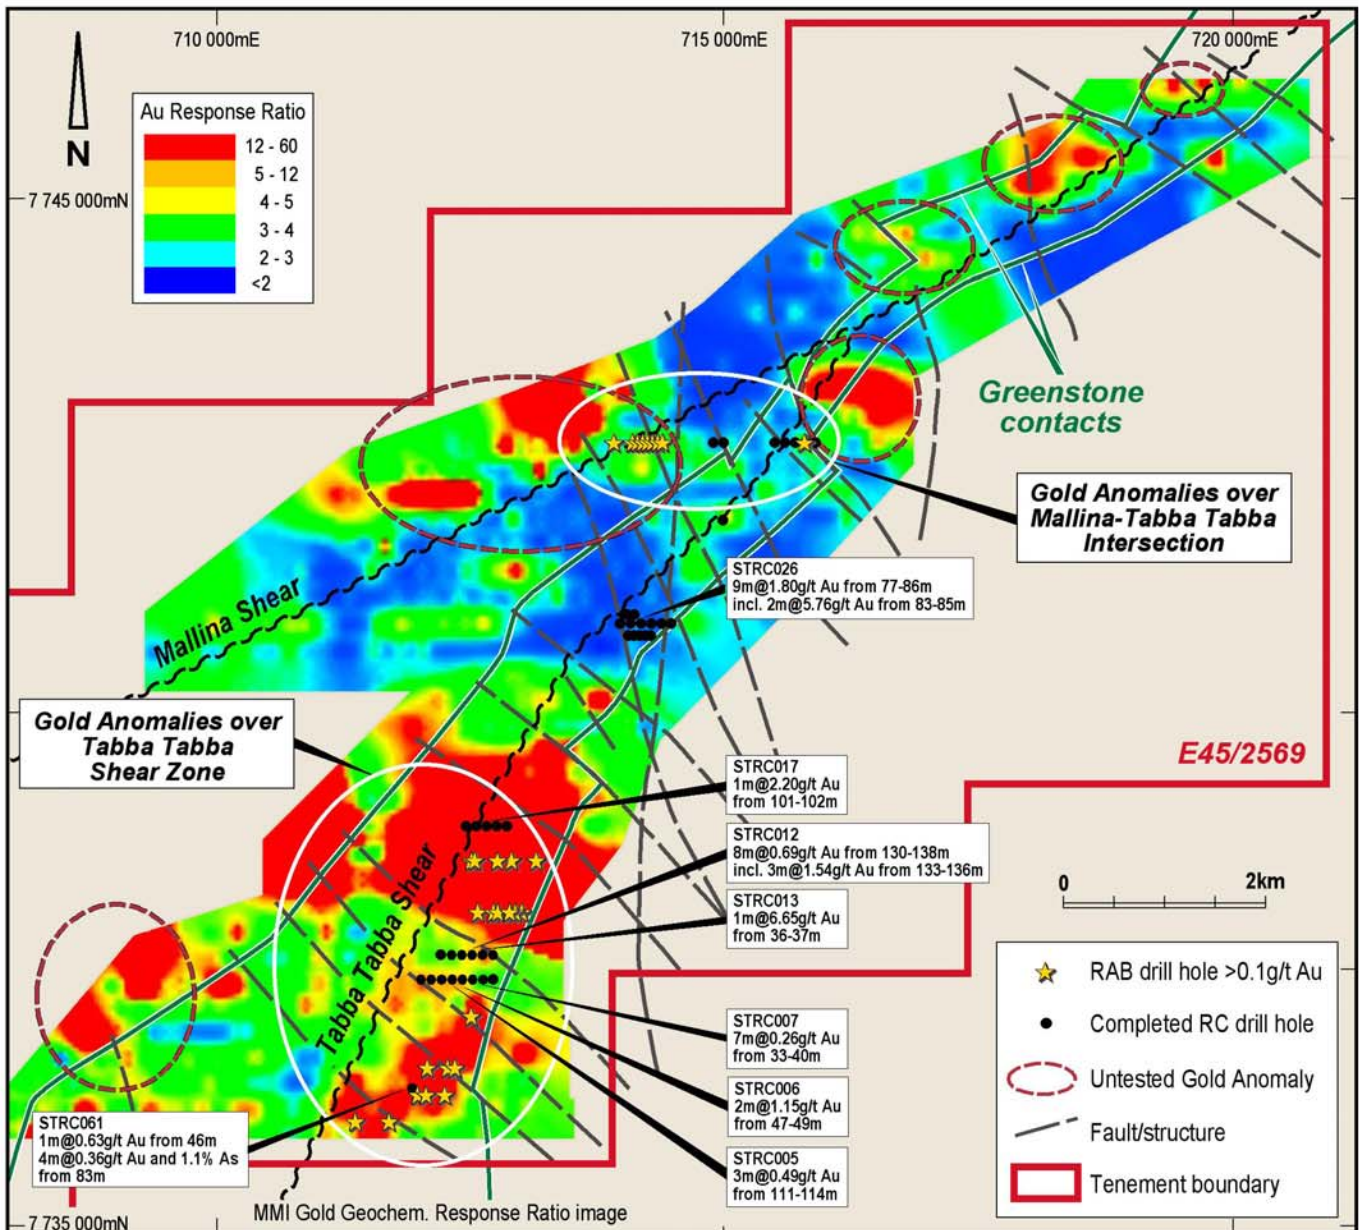 710 000mE
715 000mE
720 000mE
N
Au Response Ratio
12 - 60
5 - 12
4 - 5
3 - 4
2 - 3
<2
7 745 000mN
Greenstone
contacts
Gold Anomalies over
Mallina-Tabba Tabba
Intersection
STRC026
9m@1.80g/t Au from 77-86m
incl. 2m@5.76g/t Au from 83-85m
Mallina Shear
Gold Anomalies over
Tabba Tabba
Shear Zone
E45/2569
STRC017
1m@2.20g/t Au
from 101-102m
STRC012
8m@0.69g/t Au from 130-138m
incl. 3m@1.54g/t Au from 133-136m
STRC013
1m@6.65g/t Au
from 36-37m
Tabba Tabba Shear
0 2km
RAB drill hole >0.1g/t Au
Completed RC drill hole
Untested Gold Anomaly
Fault/structure
Tenement boundary
STRC007
7m@0.26g/t Au
from 33-40m
STRC006
2m@1.15g/t Au
from 47-49m
STRC005
3m@0.49g/t Au
from 111-114m
STRC061
1m@0.63g/t Au from 46m
4m@0.36g/t Au and 1.1% As
from 83m
MMI Gold Geochem. Response Ratio image
7 735 000mN